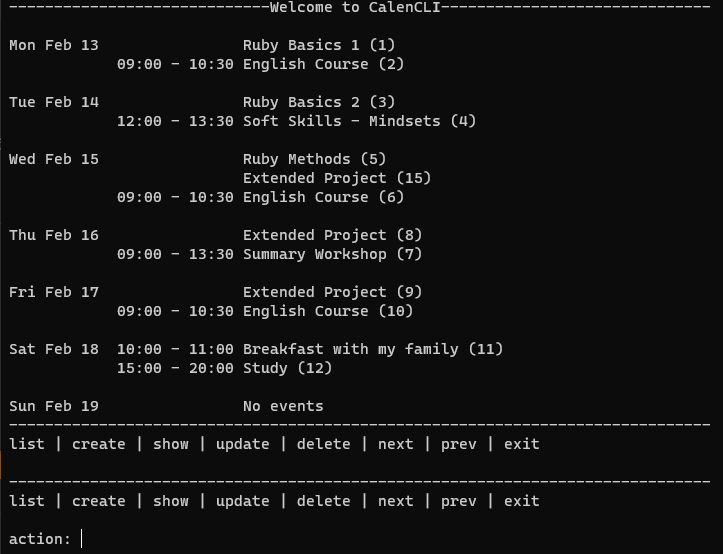 ------------------------------Welcome to CalenCLI------------------------------
Mon Feb 13                Ruby Basics 1 (1)
            09:00 - 10:30 English Course (2)
Tue Feb 14                Ruby Basics 2 (3)
            12:00 - 13:30 Soft Skills - Mindsets (4)
Wed Feb 15                Ruby Methods (5)
                          Extended Project (15)
            09:00 - 10:30 English Course (6)
Thu Feb 16                Extended Project (8)
            09:00 - 13:30 Summary Workshop (7)
Fri Feb 17                Extended Project (9)
            09:00 - 10:30 English Course (10)
Sat Feb 18  10:00 - 11:00 Breakfast with my family (11)
            15:00 - 20:00 Study (12)
Sun Feb 19                No events
------------------------------------------------------------------------------
list | create | show | update | delete | next | prev | exit
------------------------------------------------------------------------------
list | create | show | update | delete | next | prev | exit
action: